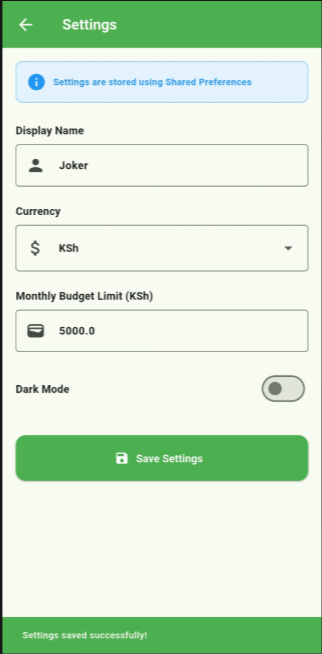 Settings
Settings are stored using Shared Preferences
Display Name
Joker
Currency
$ KSh
Monthly Budget Limit (KSh)
5000.0
Dark Mode
Save Settings
Settings saved successfully!